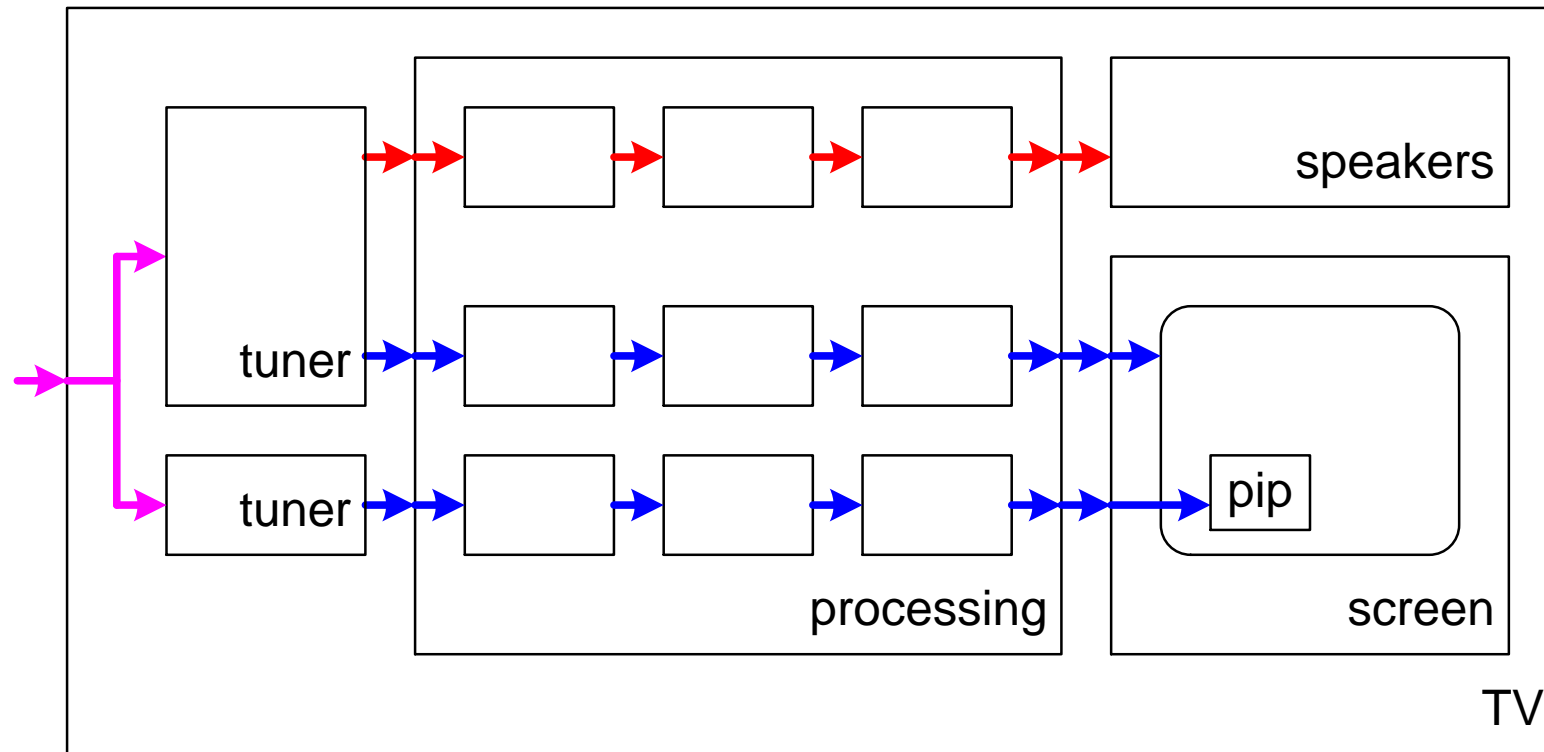 speakers
tuner
tuner
pip
processing
screen
TV